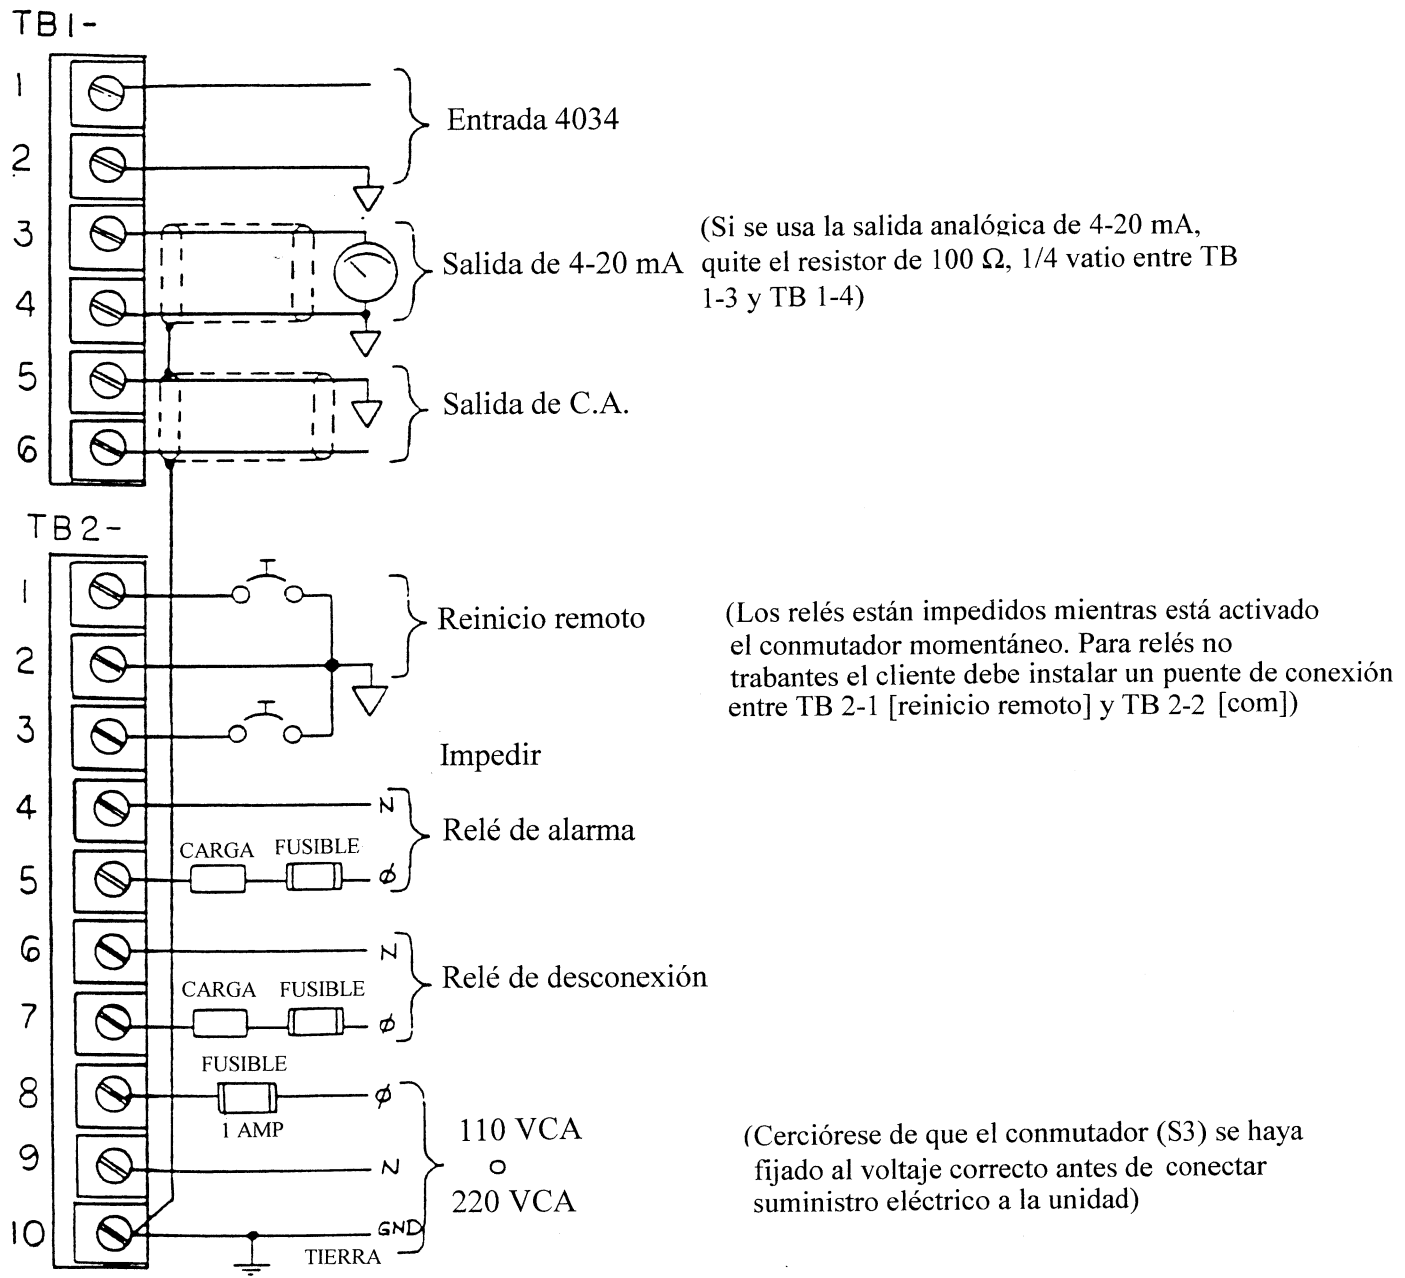 TB1-
1
Entrada 4034
2
3
(Si se usa la salida analógica de 4-20 mA,
Salida de 4-20 mA
quite el resistor de 100 Ω, 1/4 vatio entre TB
1-3 y TB 1-4)
4
5
Salida de C.A.
6
TB2-
1
Reinicio remoto
(Los relés están impedidos mientras está activado
el conmutador momentáneo. Para relés no
trabantes el cliente debe instalar un puente de conexión
entre TB 2-1 [reinicio remoto] y TB 2-2 [com])
2
3
Impedir
4
N
Relé de alarma
CARGA FUSIBLE
5
ϕ
6
N
Relé de desconexión
CARGA FUSIBLE
7
ϕ
FUSIBLE
8
ϕ
1 AMP
110 VCA
o
220 VCA
(Cerciórese de que el conmutador (S3) se haya
fijado al voltaje correcto antes de conectar
suministro eléctrico a la unidad)
9
N
10
GND
TIERRA